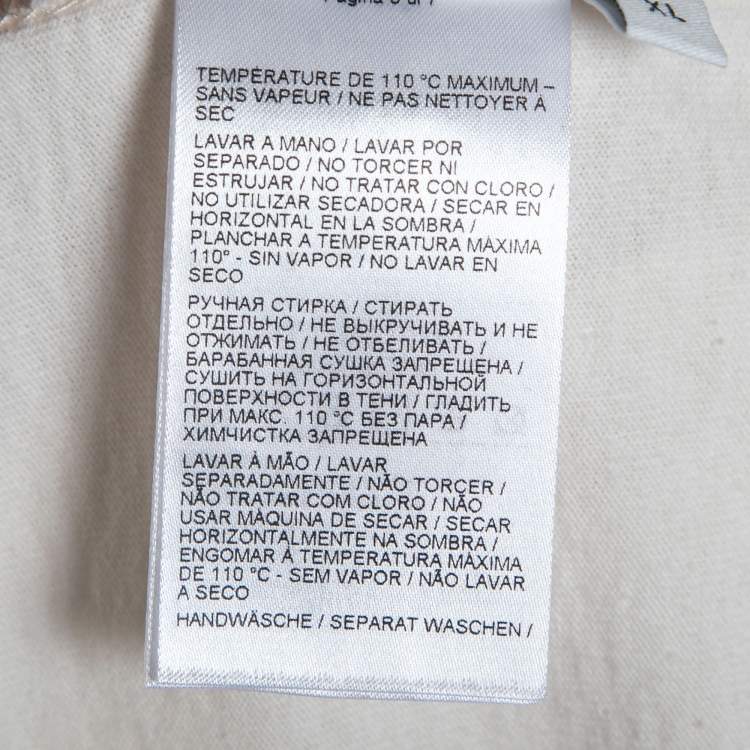 XL
TEMPÉRATURE DE 110 °C MAXIMUM –
SANS VAPEUR / NE PAS NETTOYER À
SEC
LAVAR A MANO / LAVAR POR
SEPARADO / NO TORCER NI
ESTRUJAR / NO TRATAR CON CLORO /
NO UTILIZAR SECADORA / SECAR EN
HORIZONTAL EN LA SOMBRA /
PLANCHAR A TEMPERATURA MÁXIMA
110° - SIN VAPOR / NO LAVAR EN
SECO
РУЧНАЯ СТИРКА / СТИРАТЬ
ОТДЕЛЬНО / НЕ ВЫКРУЧИВАТЬ И НЕ
ОТЖИМАТЬ / НЕ ОТБЕЛИВАТЬ /
БАРАБАННАЯ СУШКА ЗАПРЕЩЕНА /
СУШИТЬ НА ГОРИЗОНТАЛЬНОЙ
ПОВЕРХНОСТИ В ТЕНИ / ГЛАДИТЬ
ПРИ МАКС. 110 °C БЕЗ ПАРА /
ХИМЧИСТКА ЗАПРЕЩЕНА
LAVAR À MÃO / LAVAR
SEPARADAMENTE / NÃO TORCER /
NÃO TRATAR COM CLORO / NÃO
USAR MÁQUINA DE SECAR / SECAR
HORIZONTALMENTE NA SOMBRA /
ENGOMAR À TEMPERATURA MÁXIMA
DE 110 °C - SEM VAPOR / NÃO LAVAR
A SECO
HANDWÄSCHE / SEPARAT WASCHEN /